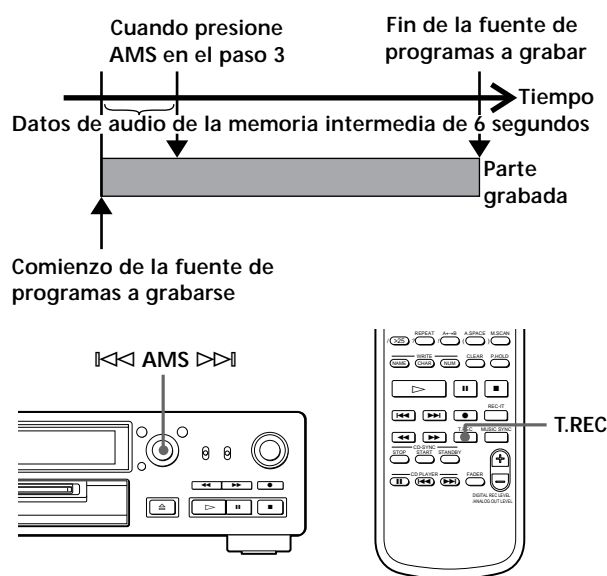 Cuando presione
AMS en el paso 3
Fin de la fuente de
programas a grabar
Tiempo
Datos de audio de la memoria intermedia de 6 segundos
Parte
grabada
Comienzo de la fuente de
programas a grabarse
AMS
REPEAT A↔B A.SPACE M.SCAN
>25
WRITE CLEAR P.HOLD
NAME CHAR NUM
REC-IT
T.REC MUSIC SYNC
T.REC
CD-SYNC
STOP START STANDBY
CD PLAYER FADER
DIGITAL REC LEVEL
/ANALOG OUT LEVEL